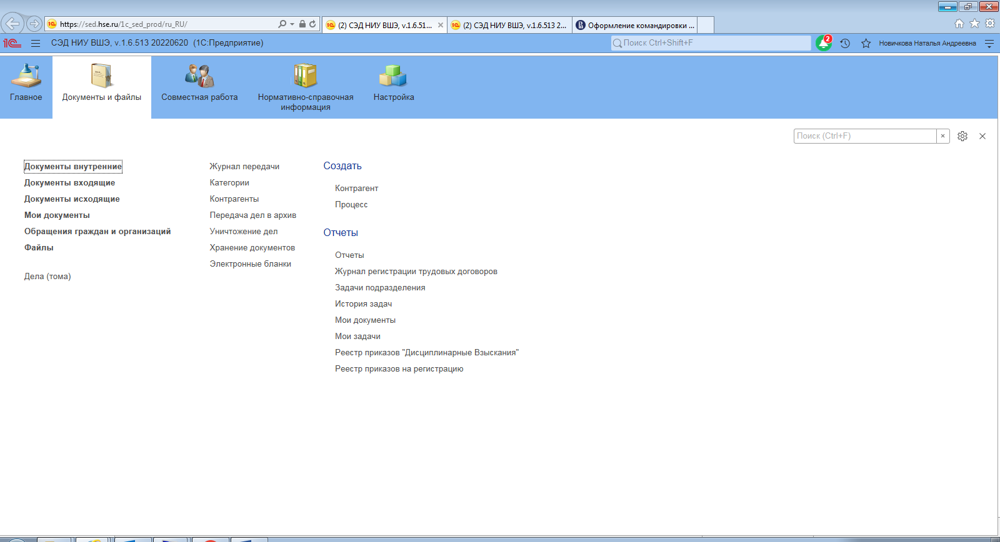 https://sed.hse.ru/1c_sed_prod/ru_RU/
(2) СЭД НИУ ВШЭ, v.1.6.51...
(2) СЭД НИУ ВШЭ, v.1.6.513 2...
Оформление командировки ...
СЭД НИУ ВШЭ, v.1.6.513 20220620 (1С:Предприятие)
Поиск Ctrl+Shift+F
2
Новичкова Наталья Андреевна
Главное
Документы и файлы
Совместная работа
Нормативно-справочная
информация
Настройка
Поиск (Ctrl+F)
Документы внутренние
Документы входящие
Документы исходящие
Мои документы
Обращения граждан и организаций
Файлы
Дела (тома)
Журнал передачи
Категории
Контрагенты
Передача дел в архив
Уничтожение дел
Хранение документов
Электронные бланки
Создать
Контрагент
Процесс
Отчеты
Отчеты
Журнал регистрации трудовых договоров
Задачи подразделения
История задач
Мои документы
Мои задачи
Реестр приказов "Дисциплинарные Взыскания"
Реестр приказов на регистрацию